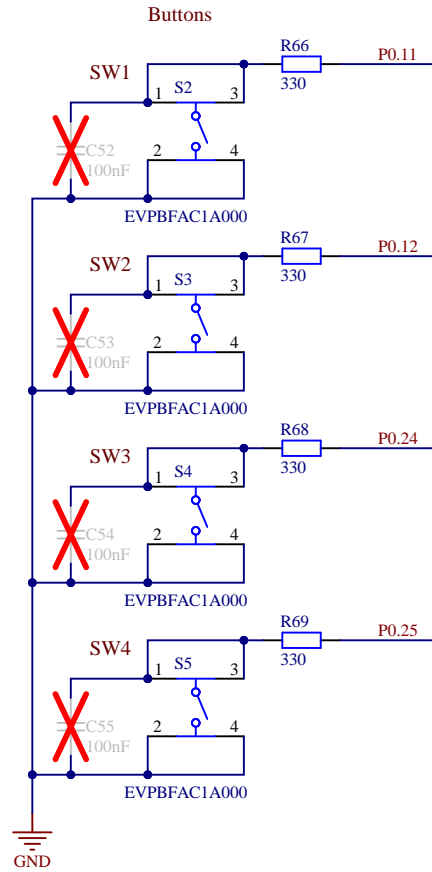 Buttons
R66
P0.11
SW1
330
S2
1
3
C52
100nF
2
4
EVPBFAC1A000
R67
P0.12
SW2
330
S3
1
3
C53
100nF
2
4
EVPBFAC1A000
R68
P0.24
SW3
330
S4
1
3
C54
100nF
2
4
EVPBFAC1A000
R69
P0.25
SW4
330
S5
1
3
C55
100nF
2
4
EVPBFAC1A000
GND